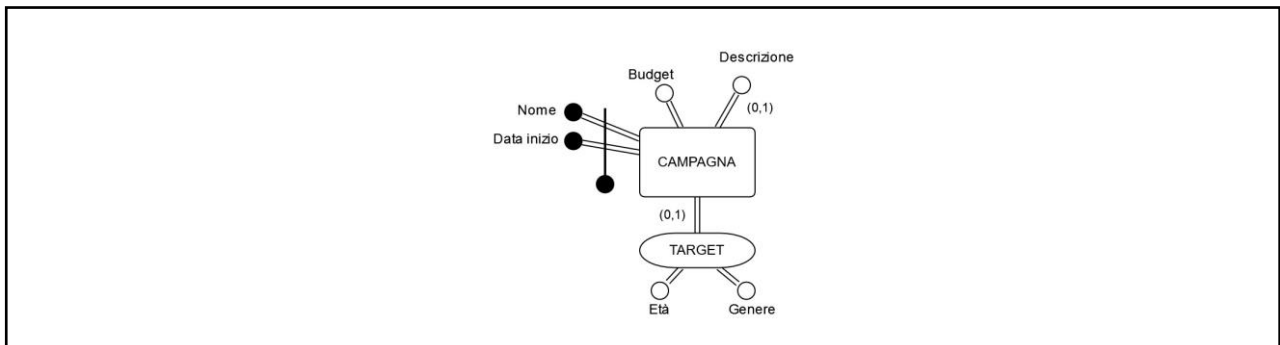 Descrizione
Budget
(0,1)
Nome
Data inizio
CAMPAGNA
(0,1)
TARGET
Età
Genere